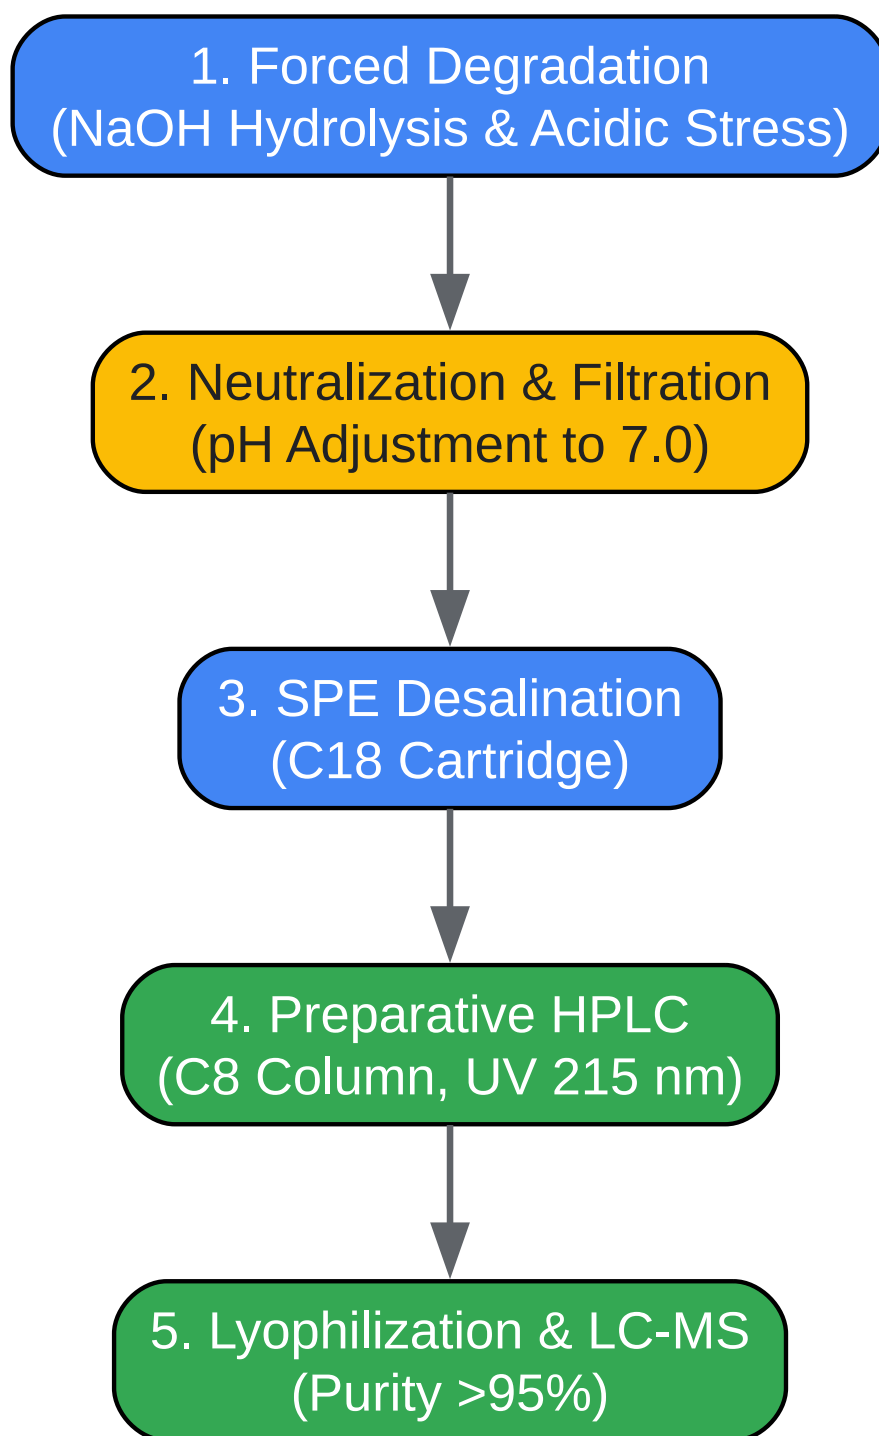 1. Forced Degradation
(NaOH Hydrolysis & Acidic Stress)
2. Neutralization & Filtration
(pH Adjustment to 7.0)
3. SPE Desalination
(C18 Cartridge)
4. Preparative HPLC
(C8 Column, UV 215 nm)
5. Lyophilization & LC-MS
(Purity >95%)